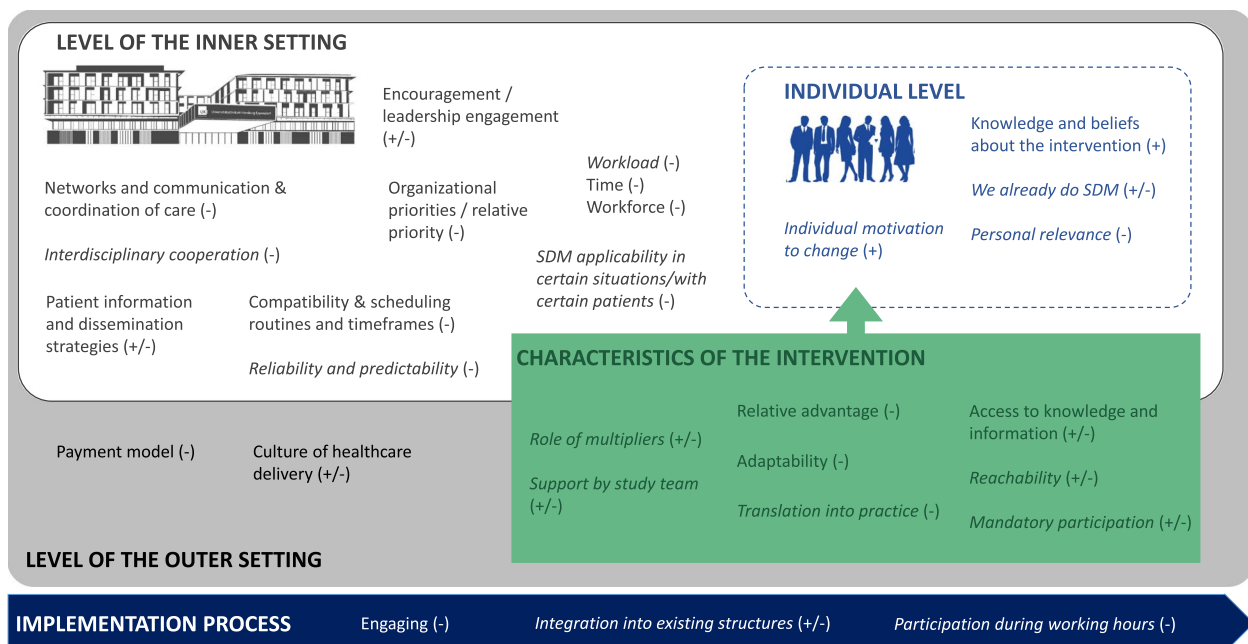 LEVEL OF THE INNER SETTING
Encouragement /
leadership engagement
(+/-)
Networks and communication &
coordination of care (-)
Interdisciplinary cooperation (-)
Organizational
priorities / relative
priority (-)
Workload (-)
Time (-)
Workforce (-)
SDM applicability in
certain situations/with
certain patients (-)
Patient information
and dissemination
strategies (+/-)
Compatibility & scheduling
routines and timeframes (-)
Reliability and predictability (-)
INDIVIDUAL LEVEL
Knowledge and beliefs
about the intervention (+)
We already do SDM (+/-)
Personal relevance (-)
Individual motivation
to change (+)
CHARACTERISTICS OF THE INTERVENTION
Role of multipliers (+/-)
Support by study team
(+/-)
Relative advantage (-)
Adaptability (-)
Translation into practice (-)
Access to knowledge and
information (+/-)
Reachability (+/-)
Mandatory participation (+/-)
Payment model (-)
Culture of healthcare
delivery (+/-)
LEVEL OF THE OUTER SETTING
IMPLEMENTATION PROCESS
Engaging (-)
Integration into existing structures (+/-)
Participation during working hours (-)